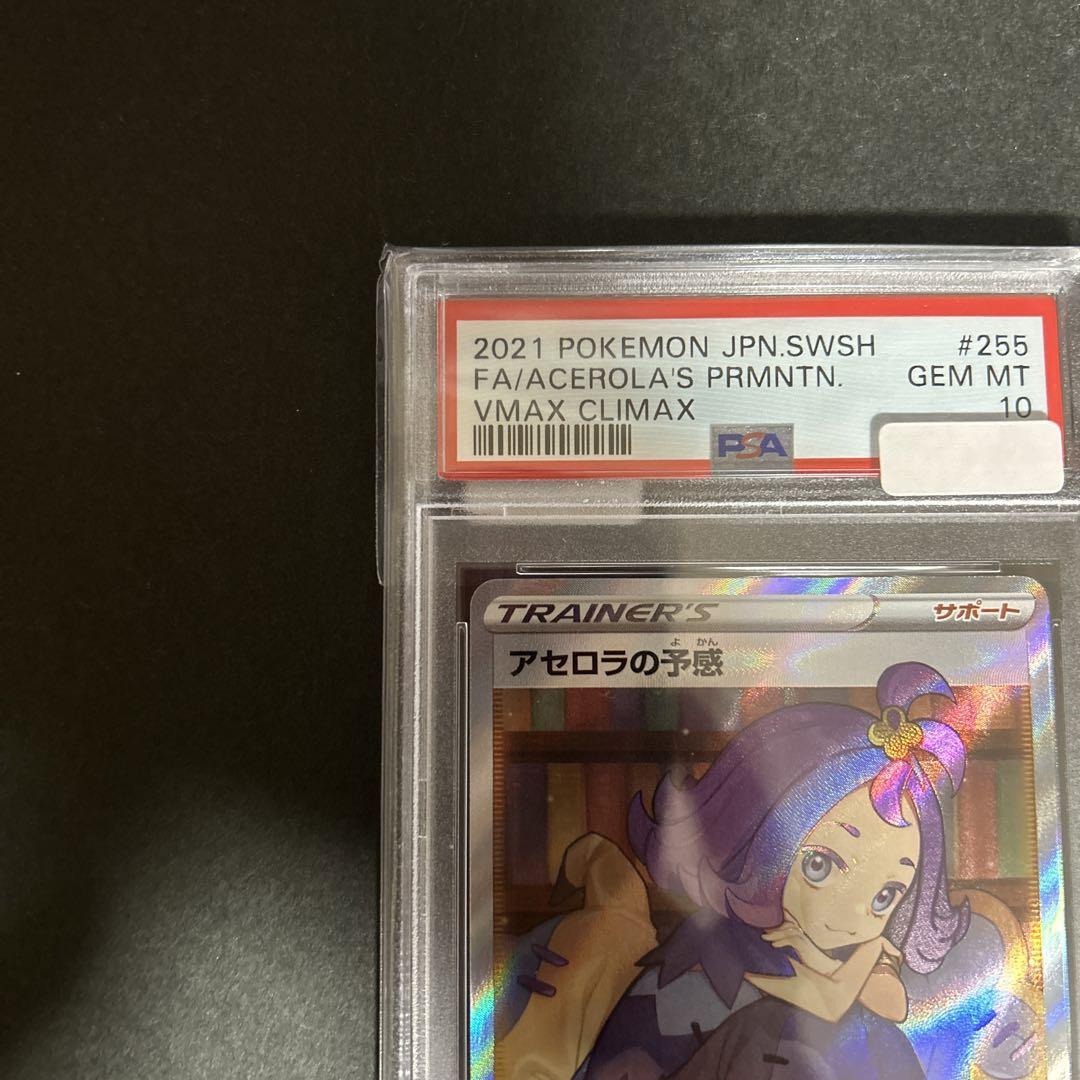 2021 POKEMON JPN.SWSH #255
FA/ACEROLA'S PRMNTN. GEM MT
VMAX CLIMAX 10
PSA
TRAINER'S サポート
よ かん
アセロラの予感